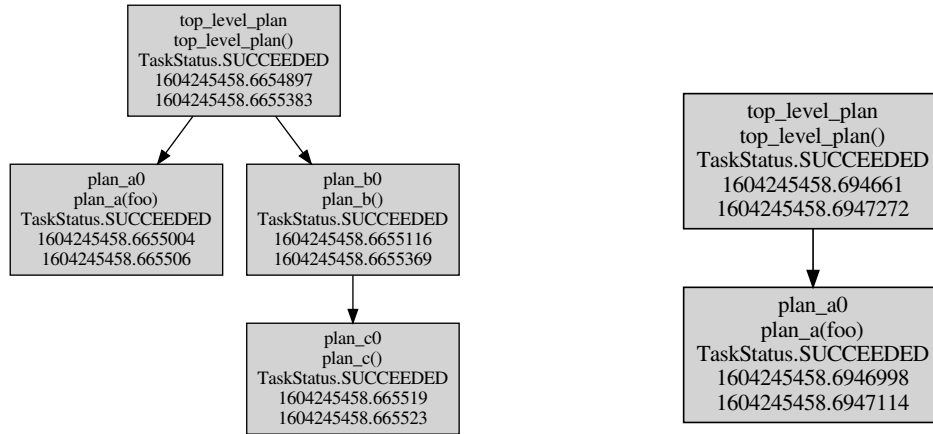 top_level_plan
top_level_plan()
TaskStatus.SUCCEEDED
1604245458.6654897
1604245458.6655383
plan_a0
plan_a(foo)
TaskStatus.SUCCEEDED
1604245458.6655004
1604245458.665506
plan_b0
plan_b()
TaskStatus.SUCCEEDED
1604245458.6655116
1604245458.6655369
plan_c0
plan_c()
TaskStatus.SUCCEEDED
1604245458.665519
1604245458.665523
top_level_plan
top_level_plan()
TaskStatus.SUCCEEDED
1604245458.694661
1604245458.6947272
plan_a0
plan_a(foo)
TaskStatus.SUCCEEDED
1604245458.6946998
1604245458.6947114